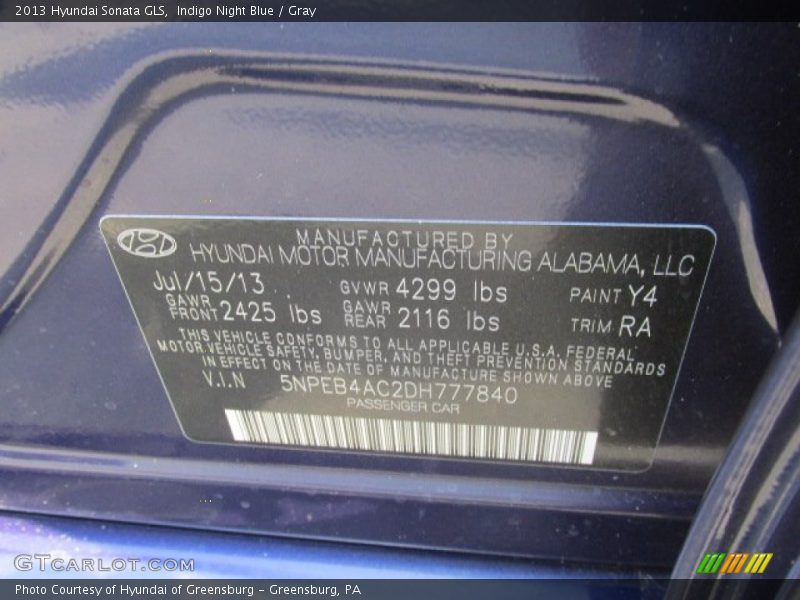 2013 Hyundai Sonata GLS, Indigo Night Blue / Gray
MANUFACTURED BY
HYUNDAI MOTOR MANUFACTURING ALABAMA, LLC
Jul/15/13 GVWR 4299 lbs PAINT Y4
GAWR FRONT 2425 lbs GAWR REAR 2116 lbs TRIM RA
THIS VEHICLE CONFORMS TO ALL APPLICABLE U.S.A. FEDERAL
MOTOR VEHICLE SAFETY, BUMPER, AND THEFT PREVENTION STANDARDS
IN EFFECT ON THE DATE OF MANUFACTURE SHOWN ABOVE
V.I.N 5NPEB4AC2DH777840
PASSENGER CAR
GTCARLOT.COM
Photo Courtesy of Hyundai of Greensburg - Greensburg, PA